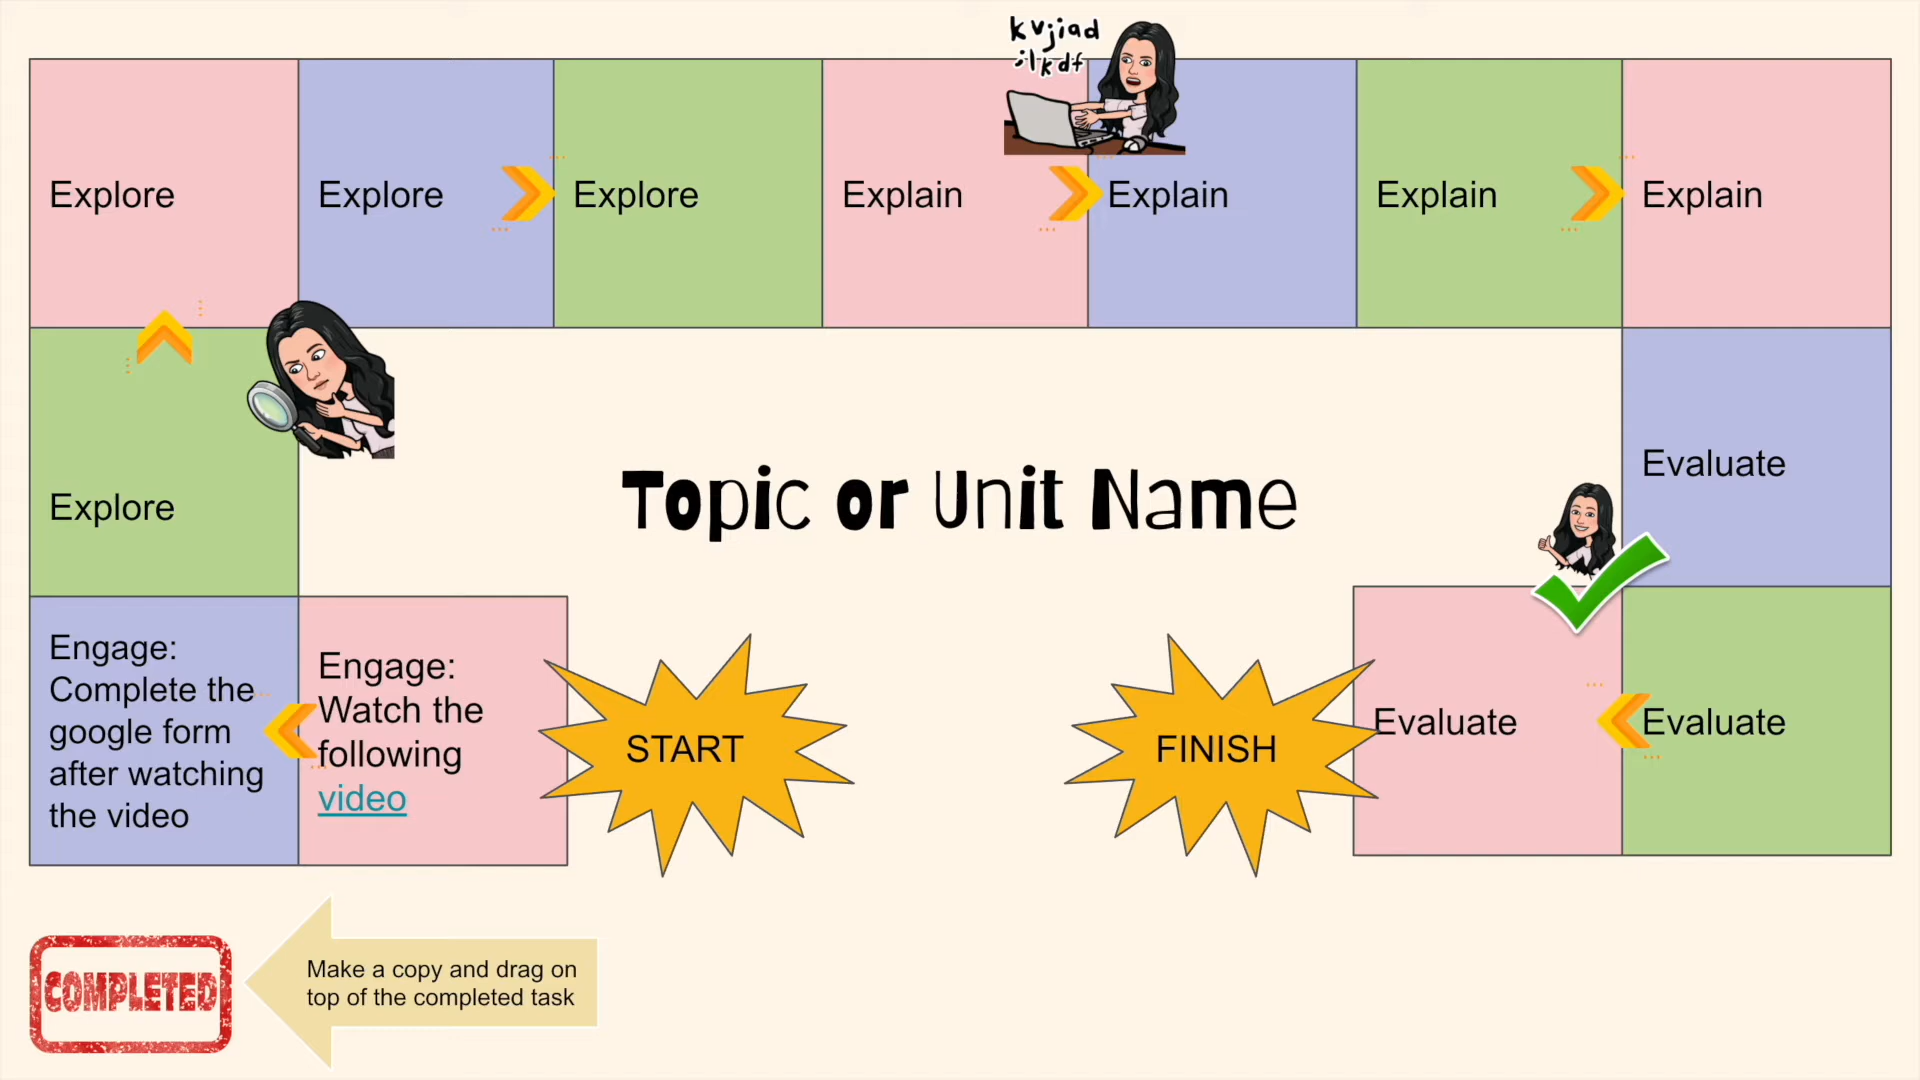 kvjiad
;lkdf
Explore
Explore
Explore
Explain
Explain
Explain
Explain
Explore
Topic or Unit Name
Evaluate
Engage:
Complete the
google form
after watching
the video
Engage:
Watch the
following
video
START
FINISH
Evaluate
Evaluate
COMPLETED
Make a copy and drag on
top of the completed task